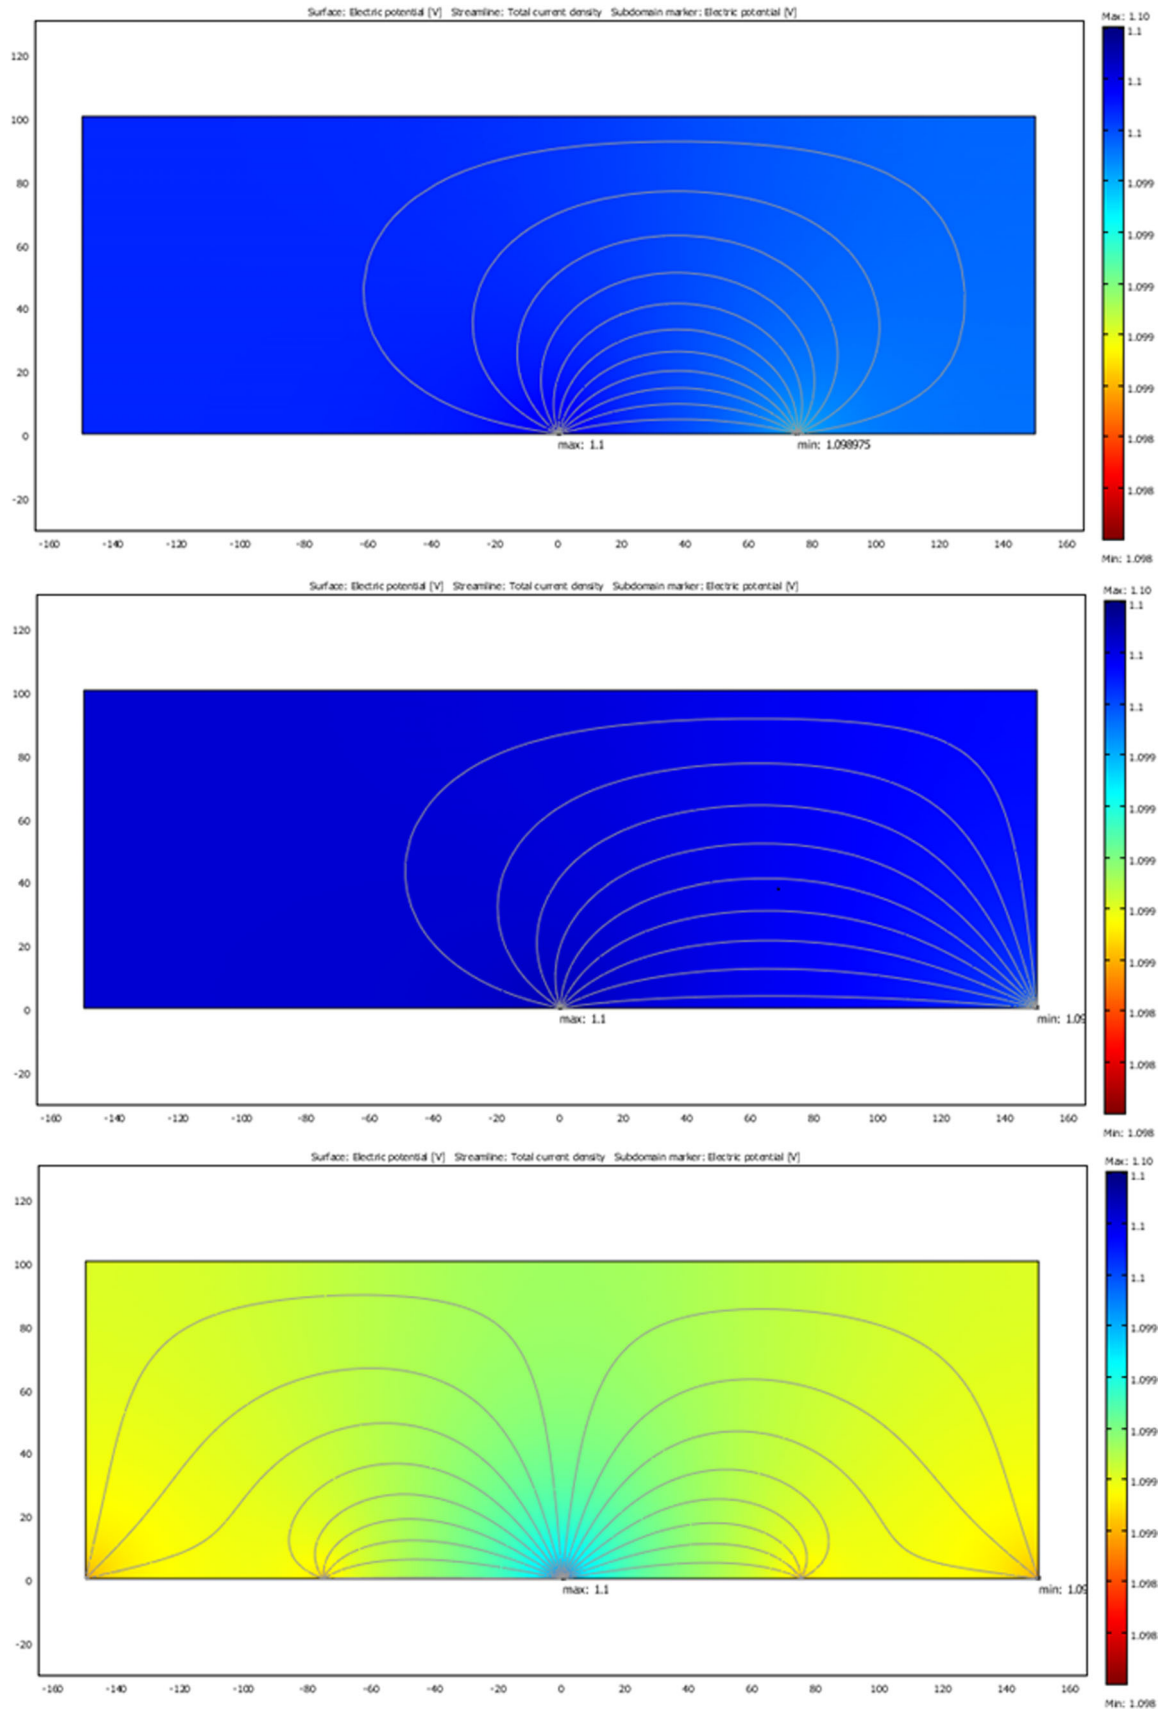 Surface: Electric potential [V] Streamline: Total current density Subdomain marker: Electric potential [V]
Max: 1.10
1.1
120
1.1
100
1.1
80
1.099
60
1.099
40
1.099
20
1.099
0
max: 1.1
min: 1.098975
1.098
-20
1.098
-160 -140 -120 -100 -80 -60 -40 -20 0 20 40 60 80 100 120 140 160
Min: 1.098
Surface: Electric potential [V] Streamline: Total current density Subdomain marker: Electric potential [V]
Max: 1.10
1.1
120
1.1
100
1.1
80
1.099
60
1.099
40
1.099
20
1.099
0
max: 1.1
min: 1.09
1.098
-20
1.098
-160 -140 -120 -100 -80 -60 -40 -20 0 20 40 60 80 100 120 140 160
Min: 1.098
Surface: Electric potential [V] Streamline: Total current density Subdomain marker: Electric potential [V]
Max: 1.10
1.1
120
1.1
100
1.1
80
1.099
60
1.099
40
1.099
20
1.099
0
max: 1.1
min: 1.09
1.099
1.098
-20
1.098
-160 -140 -120 -100 -80 -60 -40 -20 0 20 40 60 80 100 120 140 160
Min: 1.098